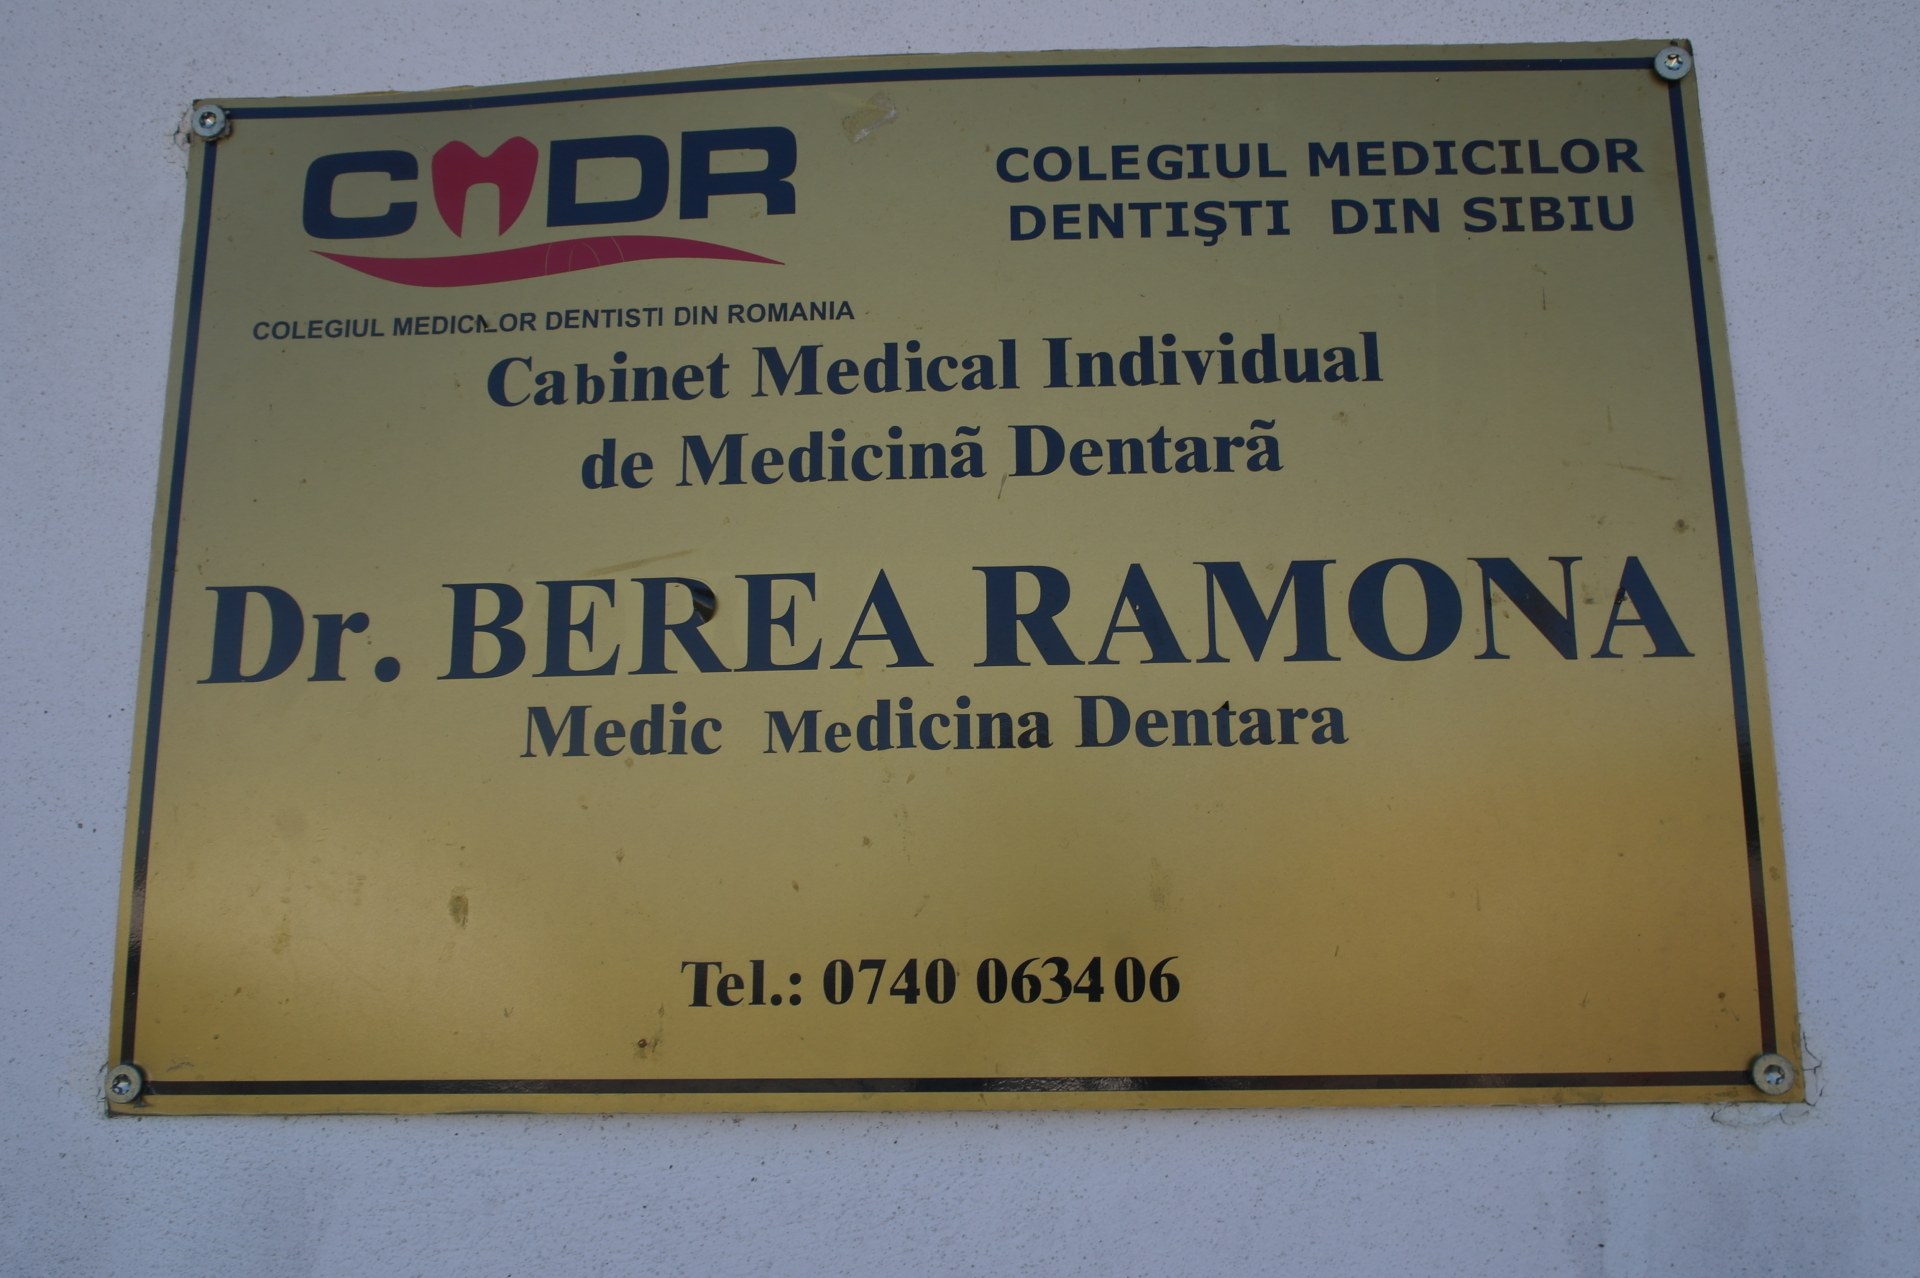 CMDR
COLEGIUL MEDICILOR DENTISTI DIN ROMANIA
COLEGIUL MEDICILOR
DENTIŞTI DIN SIBIU
Cabinet Medical Individual
de Medicinã Dentarã
Dr. BEREA RAMONA
Medic Medicina Dentara
Tel.: 0740 063406